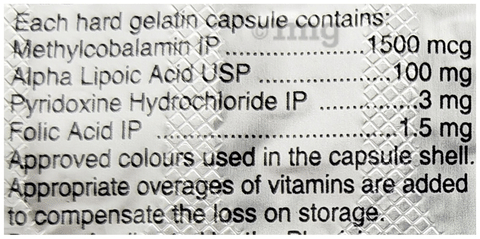 Each hard gelatin capsule contains:
Methylcobalamin IP ....................1500 mcg
Alpha Lipoic Acid USP ....................100 mg
Pyridoxine Hydrochloride IP ..............3 mg
Folic Acid IP ...................................1.5 mg
Approved colours used in the capsule shell.
Appropriate overages of vitamins are added
to compensate the loss on storage.